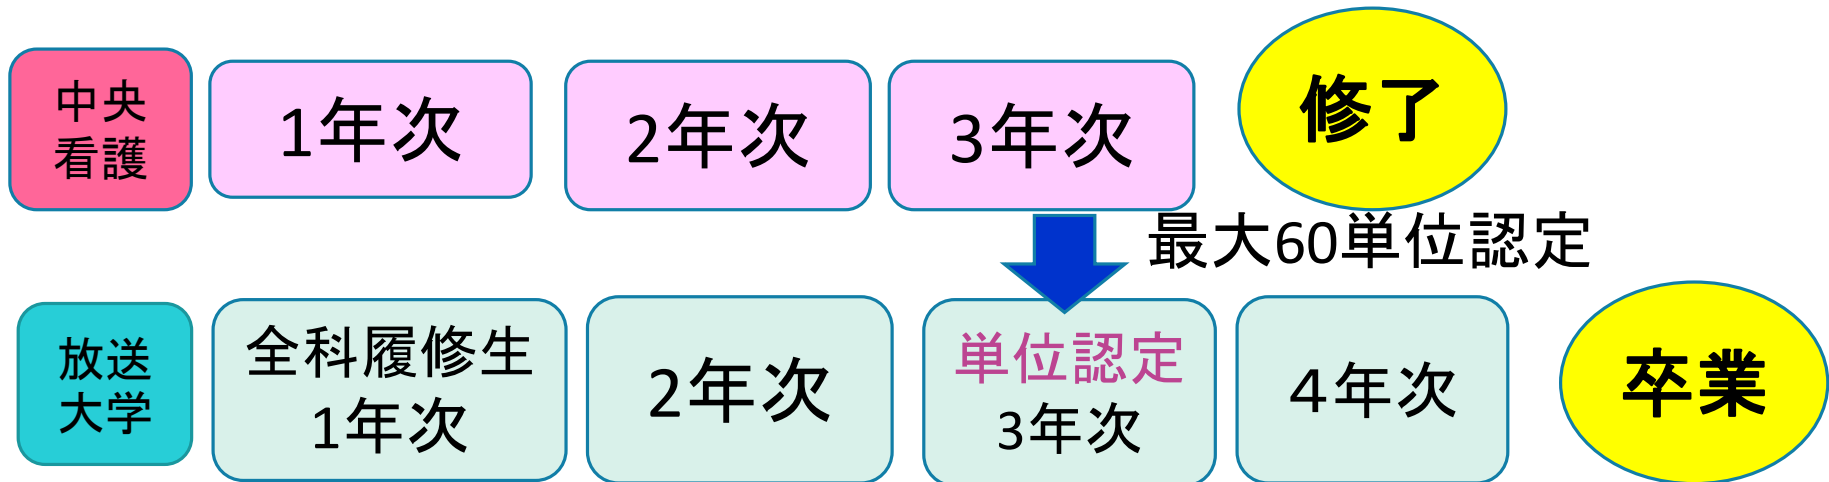 中央
看護
1年次
2年次
3年次
修了
最大60単位認定
放送
大学
全科履修生
1年次
2年次
単位認定
3年次
４年次
卒業